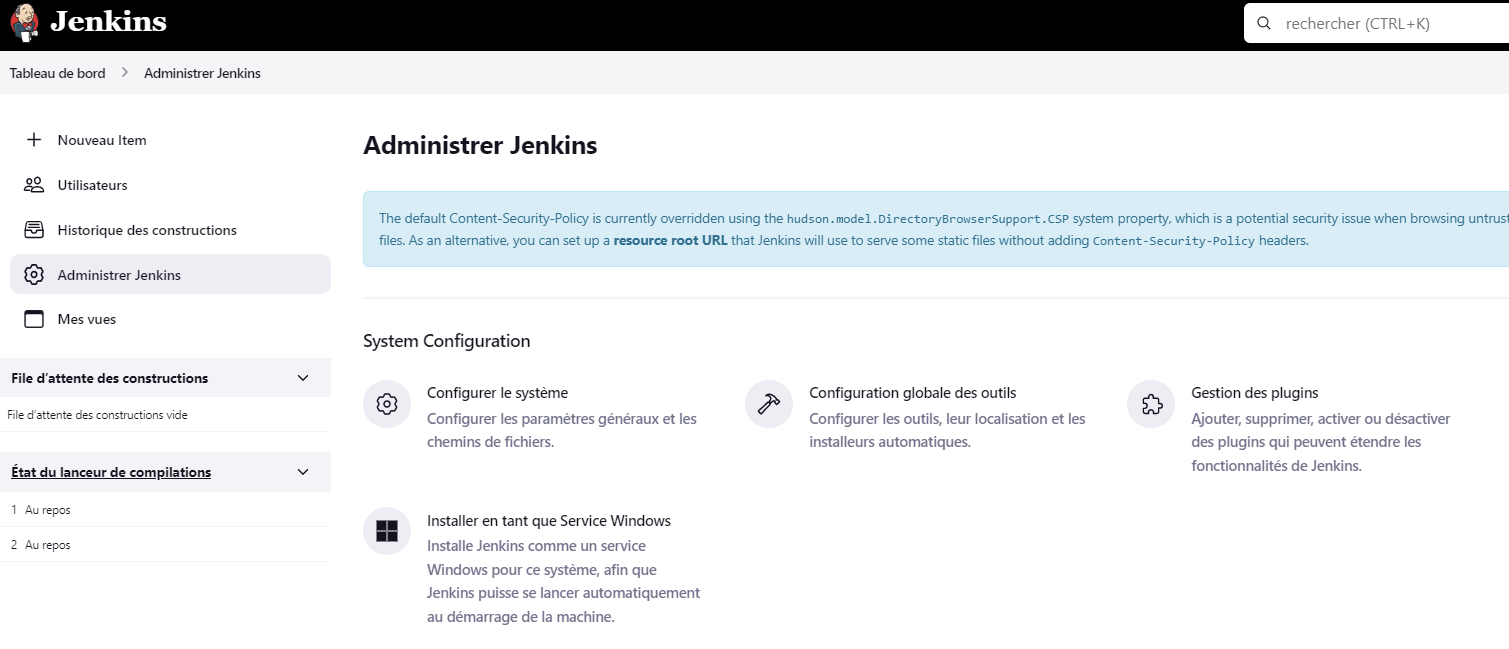 Jenkins
rechercher (CTRL+K)
Tableau de bord
Administrer Jenkins
Nouveau Item
Utilisateurs
Historique des constructions
Administrer Jenkins
Mes vues
File d'attente des constructions
File d'attente des constructions vide
État du lanceur de compilations
1 Au repos
2 Au repos
Administrer Jenkins
The default Content-Security-Policy is currently overridden using the hudson.model.DirectoryBrowserSupport.CSP system property, which is a potential security issue when browsing untrust
files. As an alternative, you can set up a resource root URL that Jenkins will use to serve some static files without adding Content-Security-Policy headers.
System Configuration
Configurer le système
Configurer les paramètres généraux et les
chemins de fichiers.
Configuration globale des outils
Configurer les outils, leur localisation et les
installeurs automatiques.
Gestion des plugins
Ajouter, supprimer, activer ou désactiver
des plugins qui peuvent étendre les
fonctionnalités de Jenkins.
Installer en tant que Service Windows
Installe Jenkins comme un service
Windows pour ce système, afin que
Jenkins puisse se lancer automatiquement
au démarrage de la machine.